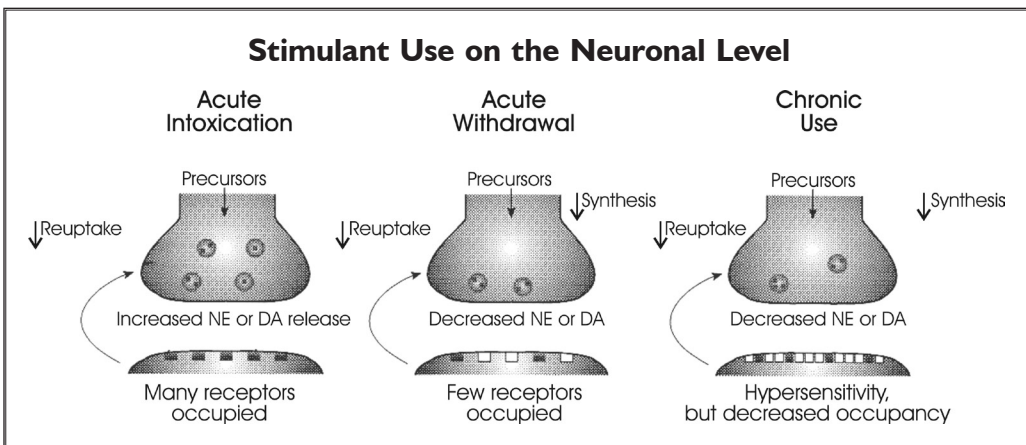 Stimulant Use on the Neuronal Level
Acute
Intoxication
Precursors
↓Reuptake
Increased NE or DA release
Many receptors
occupied
Acute
Withdrawal
Precursors
↓Synthesis
↓Reuptake
Decreased NE or DA
Few receptors
occupied
Chronic
Use
Precursors
↓Synthesis
↓Reuptake
Decreased NE or DA
Hypersensitivity,
but decreased occupancy